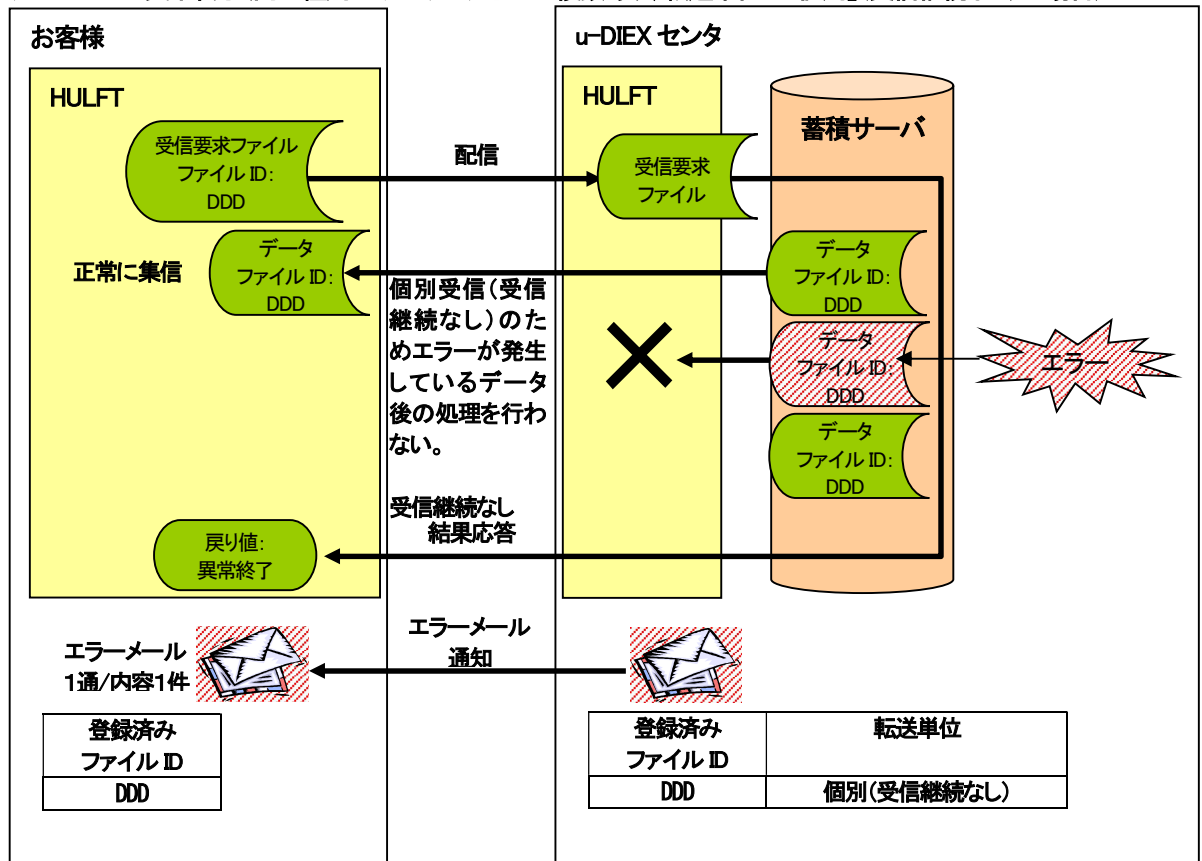 お客様
u-DIEX センタ
HULFT
HULFT
蓄積サーバ
受信要求ファイル
ファイル ID:
DDD
配信
受信要求
ファイル
正常に集信
データ
ファイル ID:
DDD
データ
ファイル ID:
DDD
個別受信(受信
継続なし)のた
めエラーが発生
しているデータ
後の処理を行わ
ない。
データ
ファイル ID:
DDD
エラー
データ
ファイル ID:
DDD
受信継続なし
結果応答
戻り値:
異常終了
エラーメール
1通/内容1件
エラーメール
通知
登録済み
ファイル ID
DDD
登録済み
ファイル ID
転送単位
DDD
個別(受信継続なし)